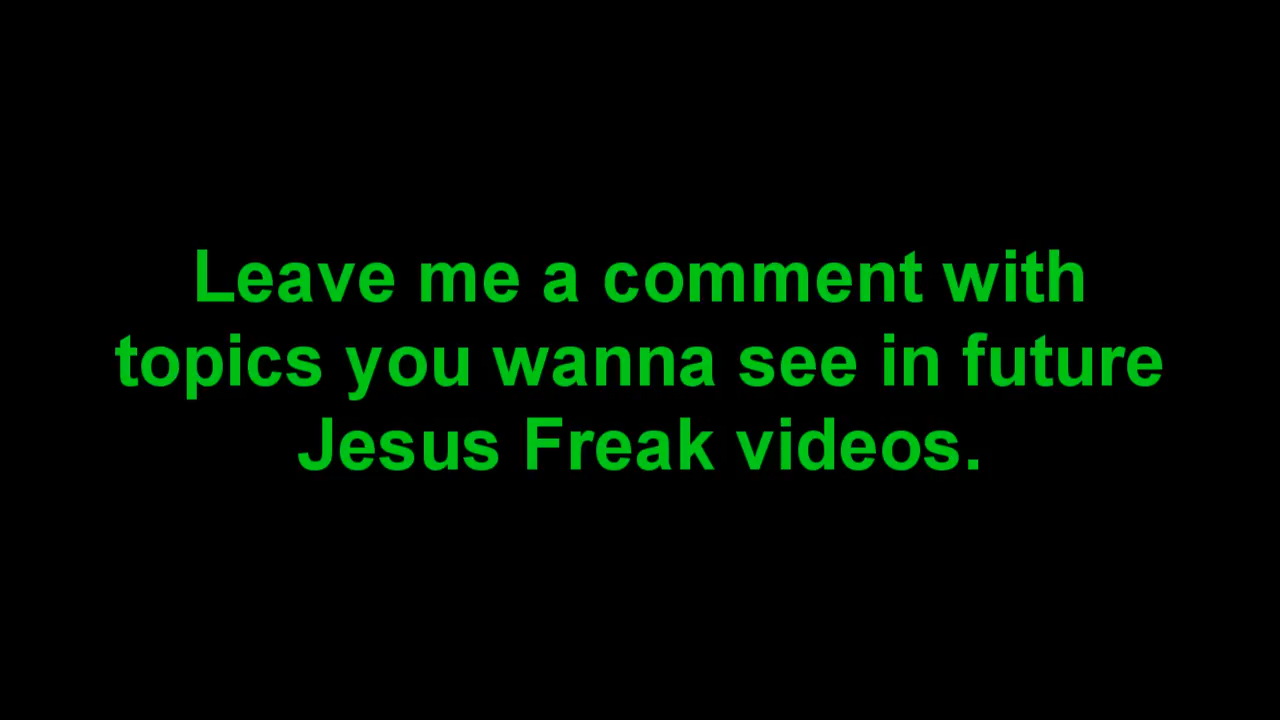 Leave me a comment with
topics you wanna see in future
Jesus Freak videos.